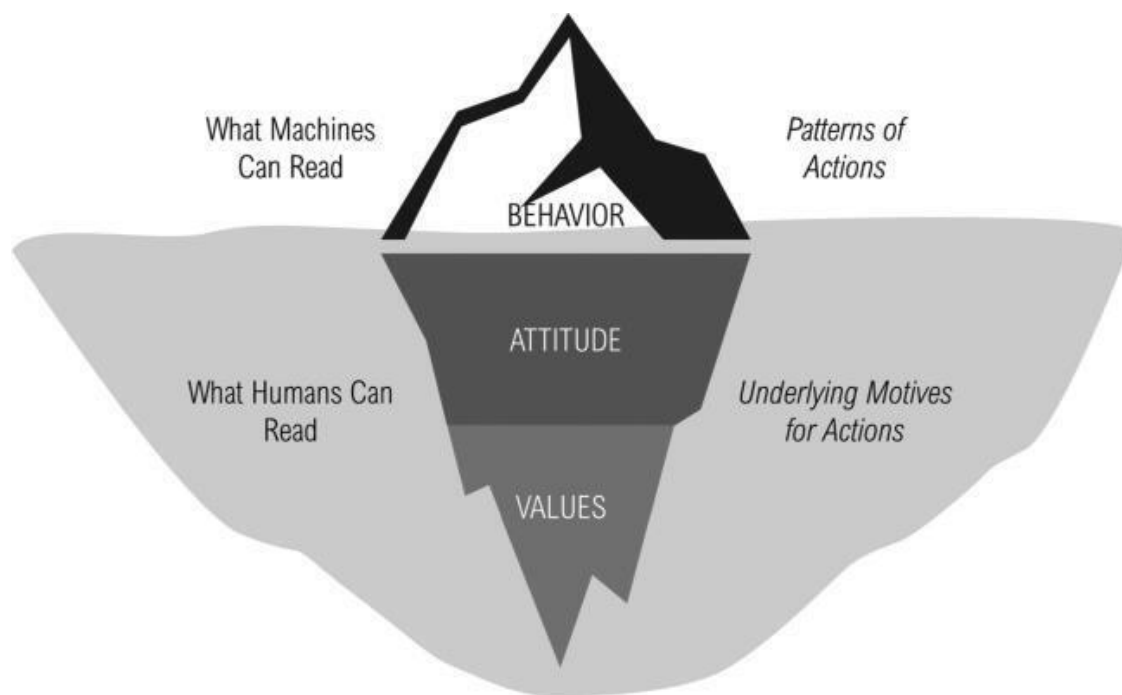 What Machines
Can Read
Patterns of
Actions
BEHAVIOR
ATTITUDE
What Humans Can
Read
Underlying Motives
for Actions
VALUES